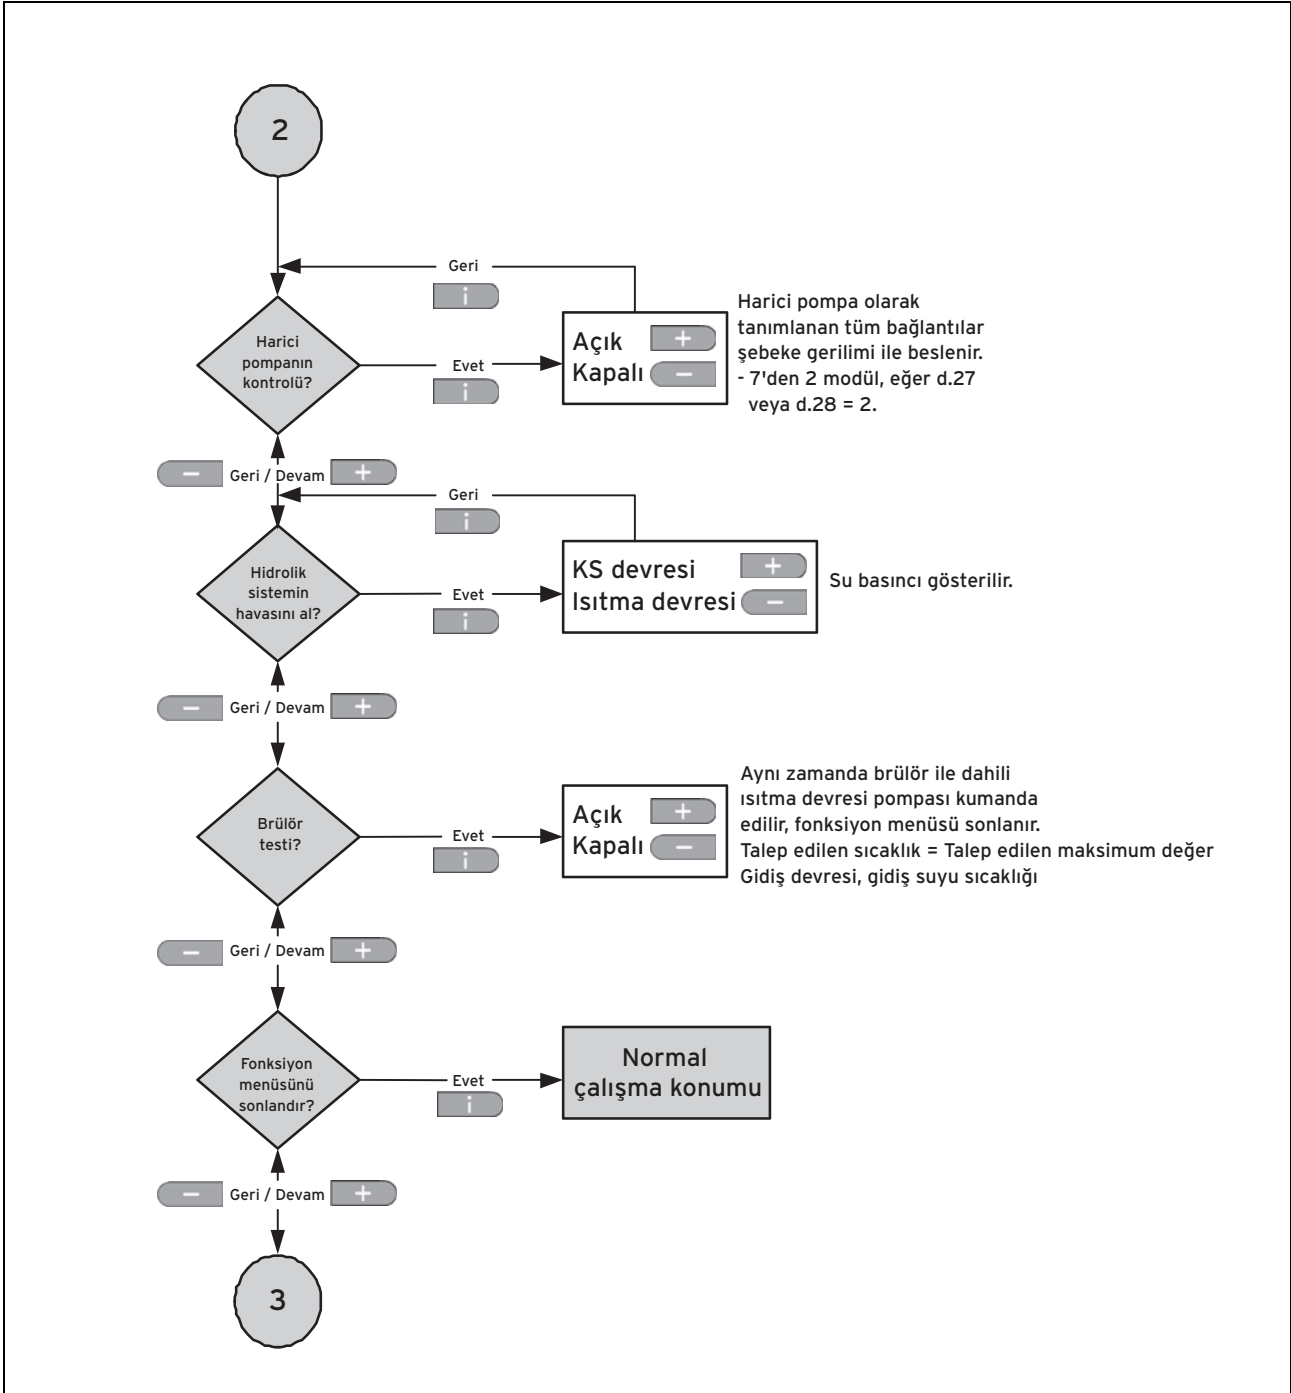 2
Geri
i
Harici
pompanın
kontrolü?
Evet
i
Açık +
Kapalı −
Harici pompa olarak
tanımlanan tüm bağlantılar
şebeke gerilimi ile beslenir.
- 7'den 2 modül, eğer d.27
veya d.28 = 2.
− Geri / Devam +
Geri
i
Hidrolik
sistemin
havasını al?
Evet
i
KS devresi +
Isıtma devresi −
Su basıncı gösterilir.
− Geri / Devam +
Brülör
testi?
Evet
i
Açık +
Kapalı −
Aynı zamanda brülör ile dahili
ısıtma devresi pompası kumanda
edilir, fonksiyon menüsü sonlanır.
Talep edilen sıcaklık = Talep edilen maksimum değer
Gidiş devresi, gidiş suyu sıcaklığı
− Geri / Devam +
Fonksiyon
menüsünü
sonlandır?
Evet
i
Normal
çalışma konumu
− Geri / Devam +
3